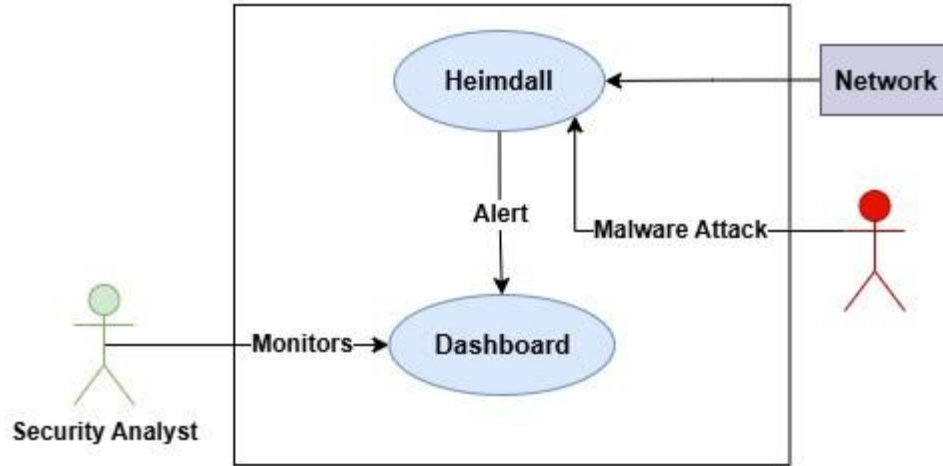 Heimdall
Network
Alert
Malware Attack
Monitors
Dashboard
Security Analyst